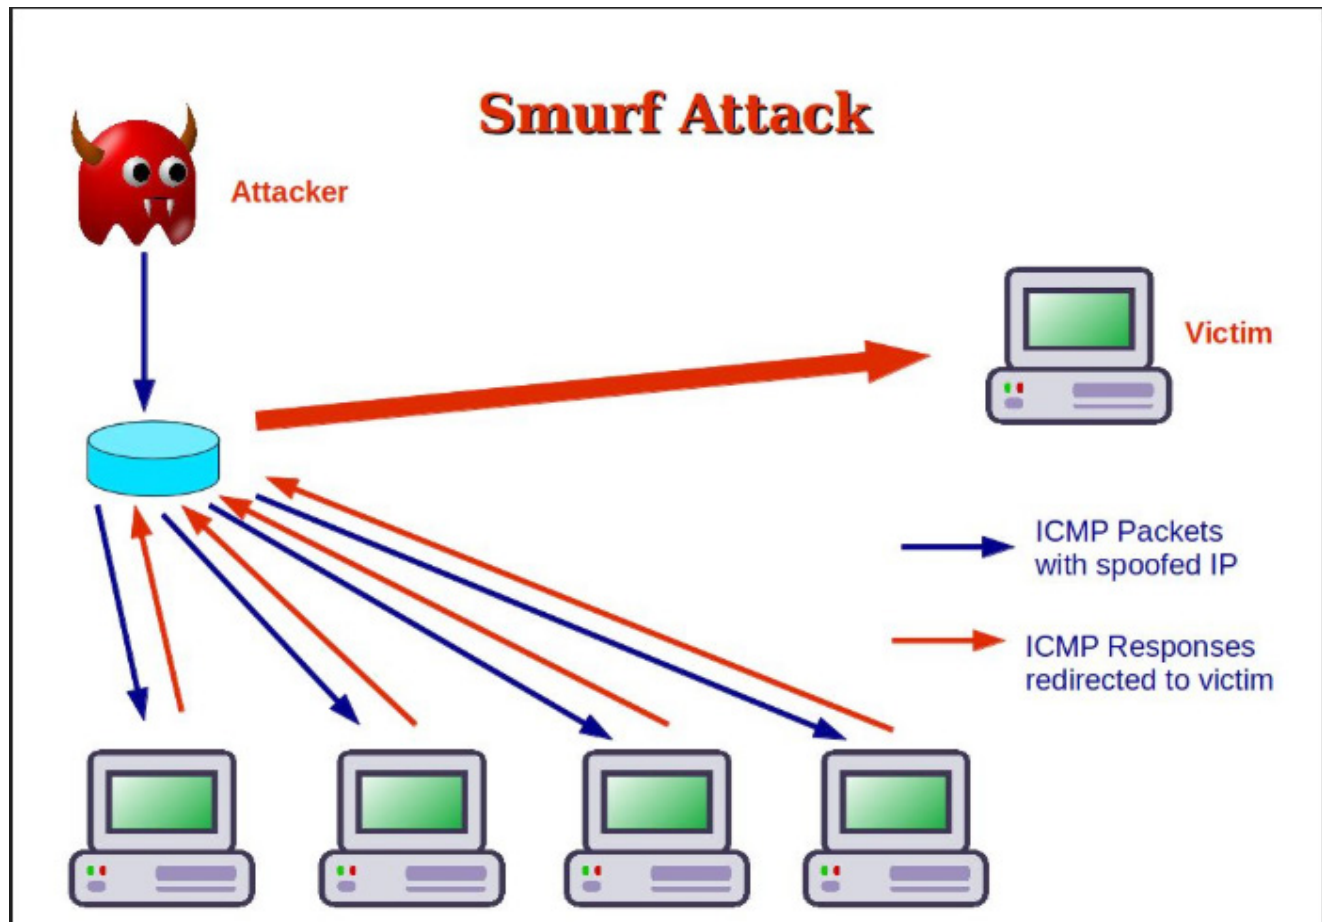 Smurf Attack
Attacker
Victim
ICMP Packets
with spoofed IP
ICMP Responses
redirected to victim